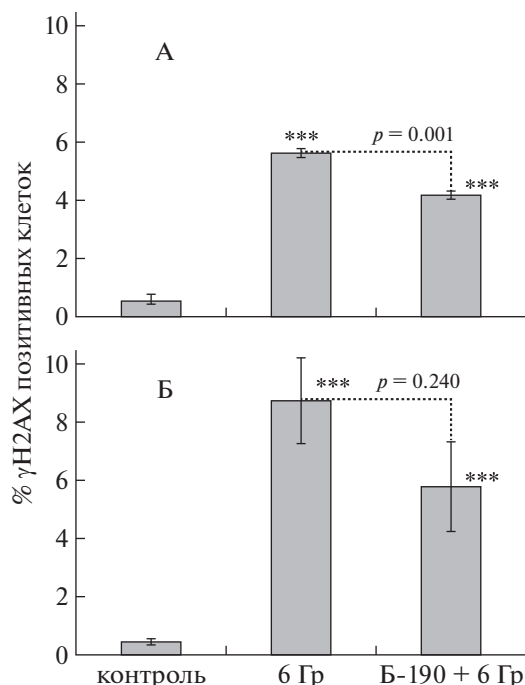 10
А
8
6
***
p = 0.001
***
4
2
0
10
Б
8
***
p = 0.240
6
***
4
2
0
% γH2AX позитивных клеток
контроль
6 Гр
Б-190 + 6 Гр